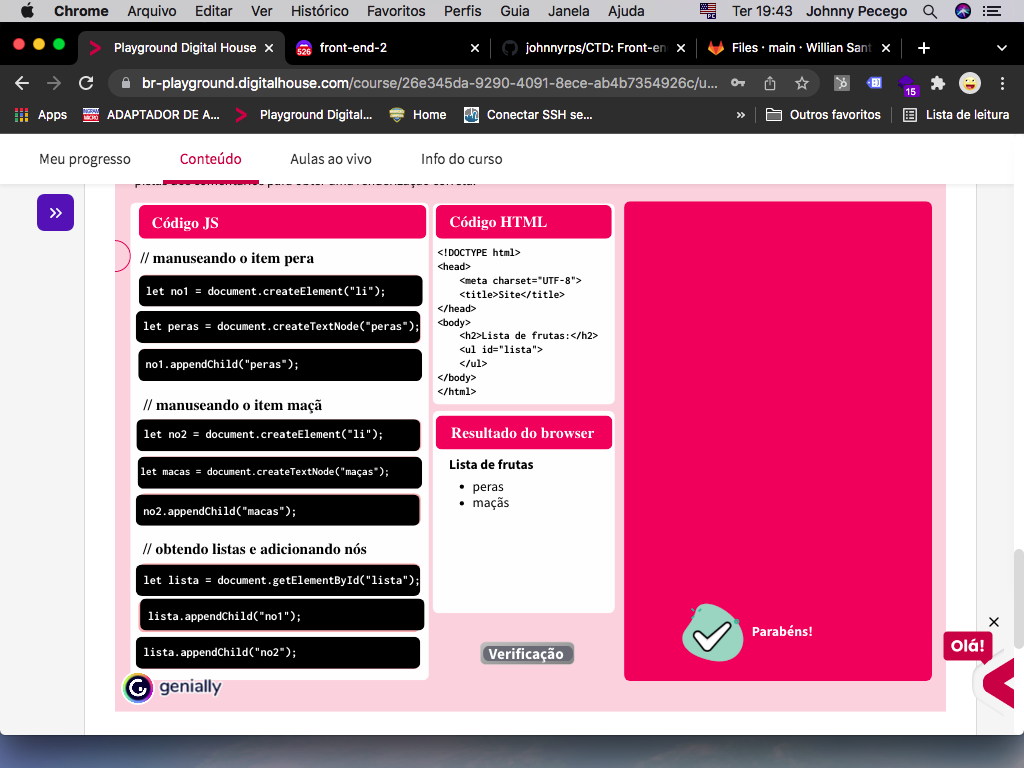 Chrome Arquivo Editar Ver Histórico Favoritos Perfis Guia Janela Ajuda Ter 19:43 Johnny Pecego
Playground Digital House front-end-2 johnnyrps/CTD: Front-en Files · main · Willian Sant
br-playground.digitalhouse.com/course/26e345da-9290-4091-8ece-ab4b7354926c/u... 15
Apps ADAPTADOR DE A... Playground Digital... Home Conectar SSH se... » Outros favoritos Lista de leitura
Meu progresso Conteúdo Aulas ao vivo Info do curso
Código JS
// manuseando o item pera
let no1 = document.createElement("li");
let peras = document.createTextNode("peras");
no1.appendChild("peras");
// manuseando o item maçã
let no2 = document.createElement("li");
let macas = document.createTextNode("maças");
no2.appendChild("macas");
// obtendo listas e adicionando nós
let lista = document.getElementById("lista");
lista.appendChild("no1");
lista.appendChild("no2");
genially
Código HTML
<!DOCTYPE html>
<head>
<meta charset="UTF-8">
<title>Site</title>
</head>
<body>
<h2>Lista de frutas:</h2>
<ul id="lista">
</ul>
</body>
</html>
Resultado do browser
Lista de frutas
• peras
• maçãs
Verificação
Parabéns!
Olá!